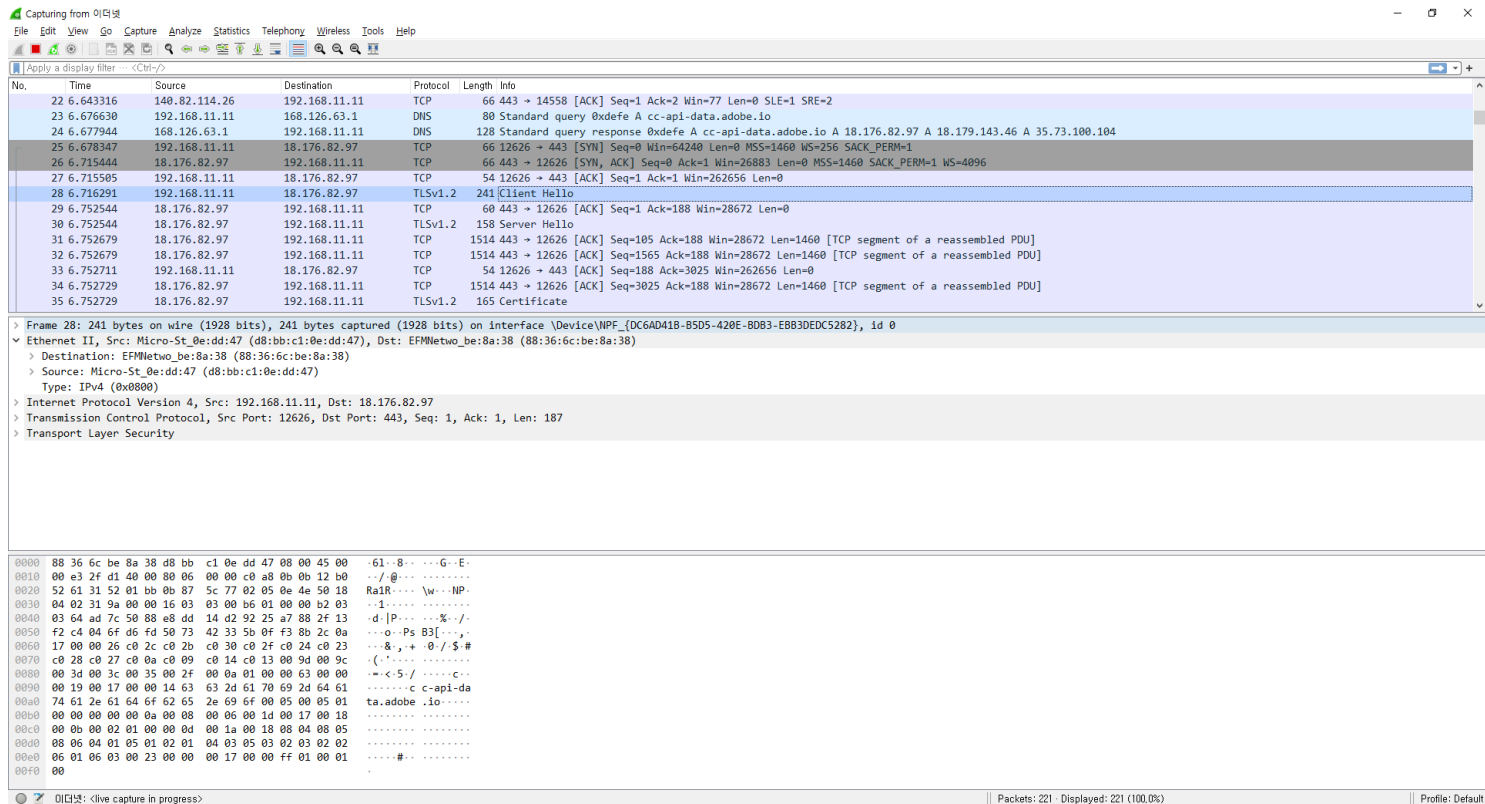 Capturing from 이더넷
File Edit View Go Capture Analyze Statistics Telephony Wireless Tools Help
Apply a display filter ... <Ctrl-/>
No. Time Source Destination Protocol Length Info
22 6.643316 140.82.114.26 192.168.11.11 TCP 66 443 → 14558 [ACK] Seq=1 Ack=2 Win=77 Len=0 SLE=1 SRE=2
23 6.676630 192.168.11.11 168.126.63.1 DNS 80 Standard query 0xdefe A cc-api-data.adobe.io
24 6.677944 168.126.63.1 192.168.11.11 DNS 128 Standard query response 0xdefe A cc-api-data.adobe.io A 18.176.82.97 A 18.179.143.46 A 35.73.100.104
25 6.678347 192.168.11.11 18.176.82.97 TCP 66 12626 → 443 [SYN] Seq=0 Win=64240 Len=0 MSS=1460 WS=256 SACK_PERM=1
26 6.715444 18.176.82.97 192.168.11.11 TCP 66 443 → 12626 [SYN, ACK] Seq=0 Ack=1 Win=26883 Len=0 MSS=1460 SACK_PERM=1 WS=4096
27 6.715505 192.168.11.11 18.176.82.97 TCP 54 12626 → 443 [ACK] Seq=1 Ack=1 Win=262656 Len=0
28 6.716291 192.168.11.11 18.176.82.97 TLSv1.2 241 Client Hello
29 6.752544 18.176.82.97 192.168.11.11 TCP 60 443 → 12626 [ACK] Seq=1 Ack=188 Win=28672 Len=0
30 6.752544 18.176.82.97 192.168.11.11 TLSv1.2 158 Server Hello
31 6.752679 18.176.82.97 192.168.11.11 TCP 1514 443 → 12626 [ACK] Seq=105 Ack=188 Win=28672 Len=1460 [TCP segment of a reassembled PDU]
32 6.752679 18.176.82.97 192.168.11.11 TCP 1514 443 → 12626 [ACK] Seq=1565 Ack=188 Win=28672 Len=1460 [TCP segment of a reassembled PDU]
33 6.752711 192.168.11.11 18.176.82.97 TCP 54 12626 → 443 [ACK] Seq=188 Ack=3025 Win=262656 Len=0
34 6.752729 18.176.82.97 192.168.11.11 TCP 1514 443 → 12626 [ACK] Seq=3025 Ack=188 Win=28672 Len=1460 [TCP segment of a reassembled PDU]
35 6.752729 18.176.82.97 192.168.11.11 TLSv1.2 165 Certificate
Frame 28: 241 bytes on wire (1928 bits), 241 bytes captured (1928 bits) on interface \Device\NPF_{DC6AD41B-B5D5-420E-BDB3-EBB3DEDC5282}, id 0
Ethernet II, Src: Micro-St_0e:dd:47 (d8:bb:c1:0e:dd:47), Dst: EFMNetwo_be:8a:38 (88:36:6c:be:8a:38)
Destination: EFMNetwo_be:8a:38 (88:36:6c:be:8a:38)
Source: Micro-St_0e:dd:47 (d8:bb:c1:0e:dd:47)
Type: IPv4 (0x0800)
Internet Protocol Version 4, Src: 192.168.11.11, Dst: 18.176.82.97
Transmission Control Protocol, Src Port: 12626, Dst Port: 443, Seq: 1, Ack: 1, Len: 187
Transport Layer Security
0000 88 36 6c be 8a 38 d8 bb c1 0e dd 47 08 00 45 00 ·6l··8·· ···G··E·
0010 00 e3 2f d1 40 00 80 06 00 00 c0 a8 0b 0b 12 b0 ··/·@··· ········
0020 52 61 31 52 01 bb 0b 87 5c 77 02 05 0e 4e 50 18 Ra1R···· \w···NP·
0030 04 02 31 9a 00 00 16 03 03 00 b6 01 00 00 b2 03 ··1····· ········
0040 03 64 ad 7c 50 88 e8 dd 14 d2 92 25 a7 88 2f 13 ·d·|P··· ···%··/·
0050 f2 c4 04 6f d6 fd 50 73 42 33 5b 0f f3 8b 2c 0a ···o··Ps B3[···,·
0060 17 00 00 26 c0 2c c0 2b c0 30 c0 2f c0 24 c0 23 ···&·,·+ ·0·/·$·#
0070 c0 28 c0 27 c0 0a c0 09 c0 14 c0 13 00 9d 00 9c ·(·'···· ········
0080 00 3d 00 3c 00 35 00 2f 00 0a 01 00 00 63 00 00 ·=·<·5·/ ·····c··
0090 00 19 00 17 00 00 14 63 63 2d 61 70 69 2d 64 61 ·······c c-api-da
00a0 74 61 2e 61 64 6f 62 65 2e 69 6f 00 05 00 05 01 ta.adobe .io·····
00b0 00 00 00 00 00 0a 00 08 00 06 00 1d 00 17 00 18 ········ ········
00c0 00 0b 00 02 01 00 00 0d 00 1a 00 18 08 04 08 05 ········ ········
00d0 08 06 04 01 05 01 02 01 04 03 05 03 02 03 02 02 ········ ········
00e0 06 01 06 03 00 23 00 00 00 17 00 00 ff 01 00 01 ·····#·· ········
00f0 00 ·
이더넷: <live capture in progress> Packets: 221 · Displayed: 221 (100.0%) Profile: Default